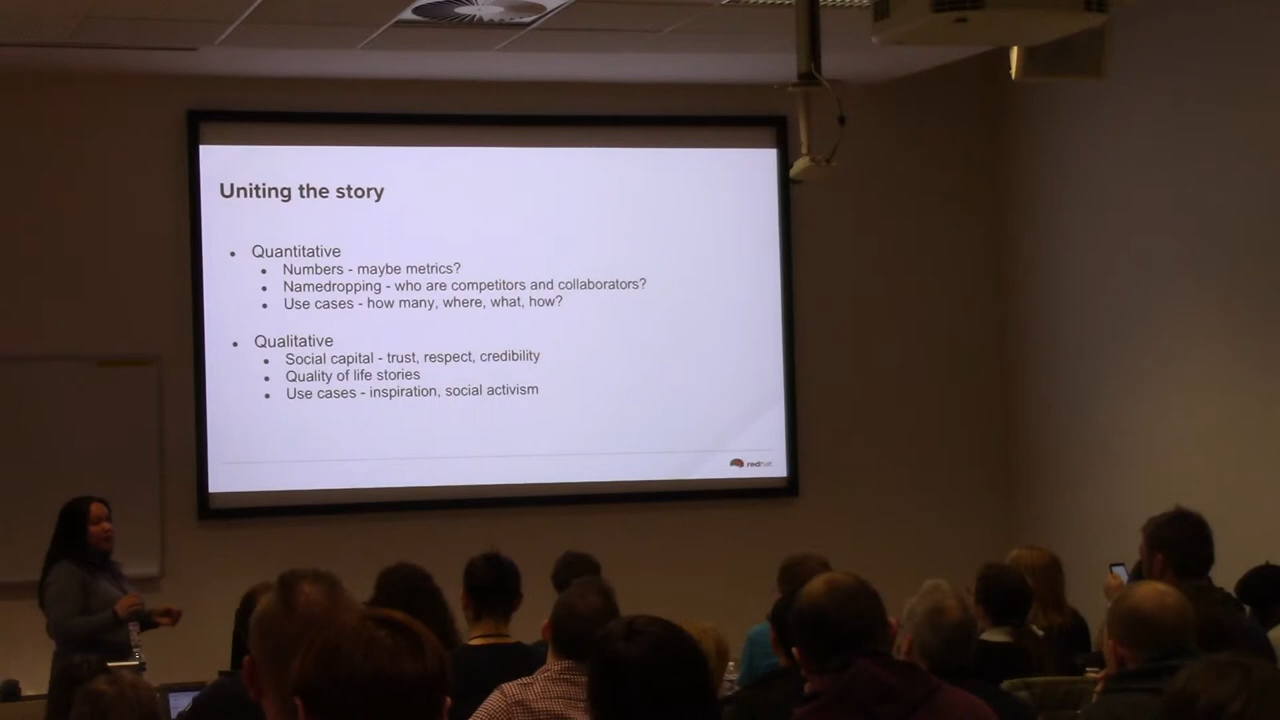 Uniting the story
• Quantitative
• Numbers - maybe metrics?
• Namedropping - who are competitors and collaborators?
• Use cases - how many, where, what, how?
• Qualitative
• Social capital - trust, respect, credibility
• Quality of life stories
• Use cases - inspiration, social activism
redhat